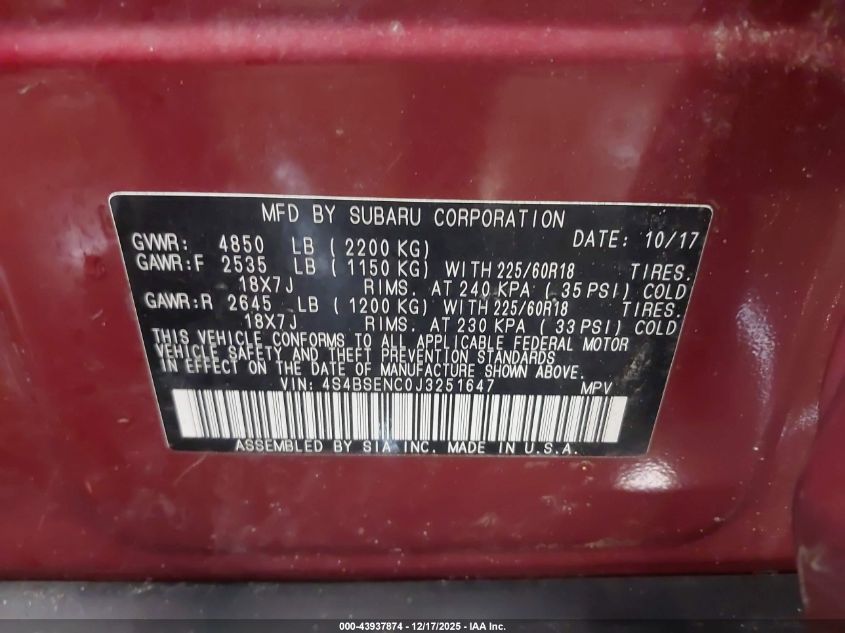 MFD BY SUBARU CORPORATION
GVWR: 4850 LB ( 2200 KG) DATE: 10/17
GAWR:F 2535 LB ( 1150 KG) WITH 225/60R18 TIRES.
18X7J RIMS. AT 240 KPA ( 35 PSI) COLD
GAWR:R 2645 LB ( 1200 KG) WITH 225/60R18 TIRES.
18X7J RIMS. AT 230 KPA ( 33 PSI) COLD
THIS VEHICLE CONFORMS TO ALL APPLICABLE FEDERAL MOTOR
VEHICLE SAFETY AND THEFT PREVENTION STANDARDS
IN EFFECT ON THE DATE OF MANUFACTURE SHOWN ABOVE.
VIN: 4S4BSENC0J3251647 MPV
ASSEMBLED BY SIA INC. MADE IN U.S.A.
000-43937874 - 12/17/2025 - IAA Inc.